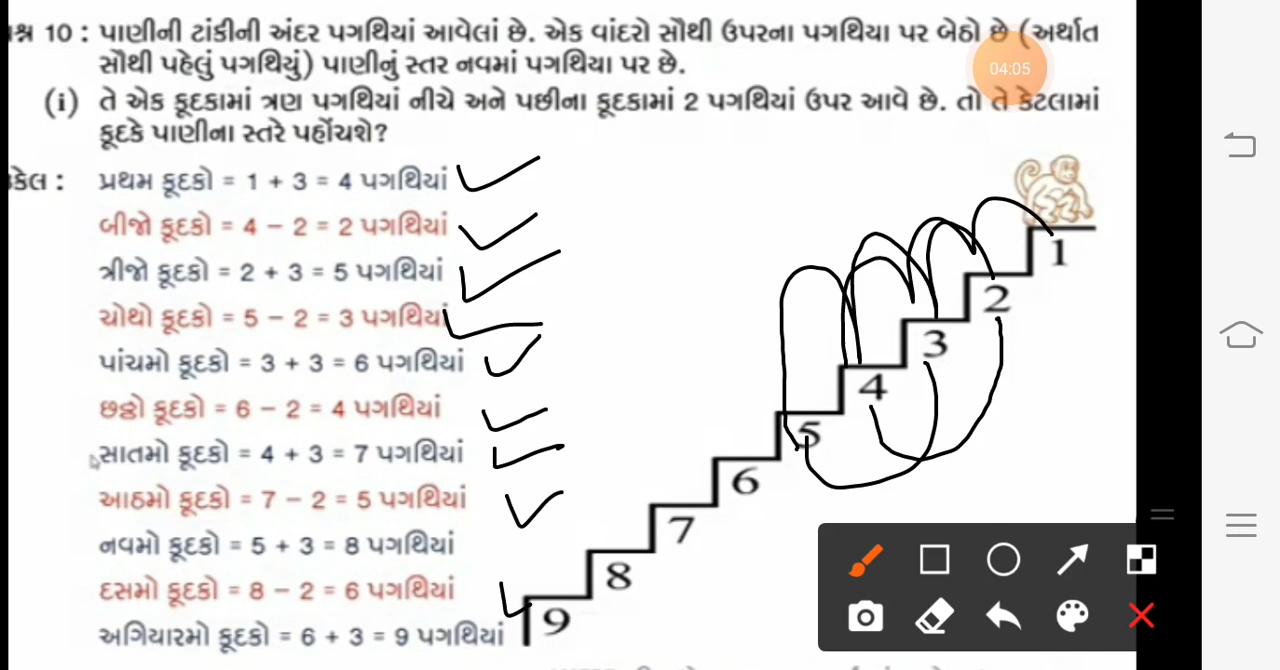 પ્રશ્ન 10 : પાણીની ટાંકીની અંદર પગથિયાં આવેલાં છે. એક વાંદરો સૌથી ઉપરના પગથિયા પર બેઠો છે (અર્થાત
સૌથી પહેલું પગથિયું) પાણીનું સ્તર નવમાં પગથિયા પર છે.
04:05
(i) તે એક કૂદકામાં ત્રણ પગથિયાં નીચે અને પછીના કૂદકામાં 2 પગથિયાં ઉપર આવે છે. તો તે કેટલામાં
કૂદકે પાણીના સ્તરે પહોંચશે?
ઉકેલ : પ્રથમ કૂદકો = 1 + 3 = 4 પગથિયાં
બીજો કૂદકો = 4 – 2 = 2 પગથિયાં
ત્રીજો કૂદકો = 2 + 3 = 5 પગથિયાં
ચોથો કૂદકો = 5 – 2 = 3 પગથિયાં
પાંચમો કૂદકો = 3 + 3 = 6 પગથિયાં
છઠ્ઠો કૂદકો = 6 – 2 = 4 પગથિયાં
સાતમો કૂદકો = 4 + 3 = 7 પગથિયાં
આઠમો કૂદકો = 7 – 2 = 5 પગથિયાં
નવમો કૂદકો = 5 + 3 = 8 પગથિયાં
દસમો કૂદકો = 8 – 2 = 6 પગથિયાં
અગિયારમો કૂદકો = 6 + 3 = 9 પગથિયાં
1
2
3
4
5
6
7
8
9